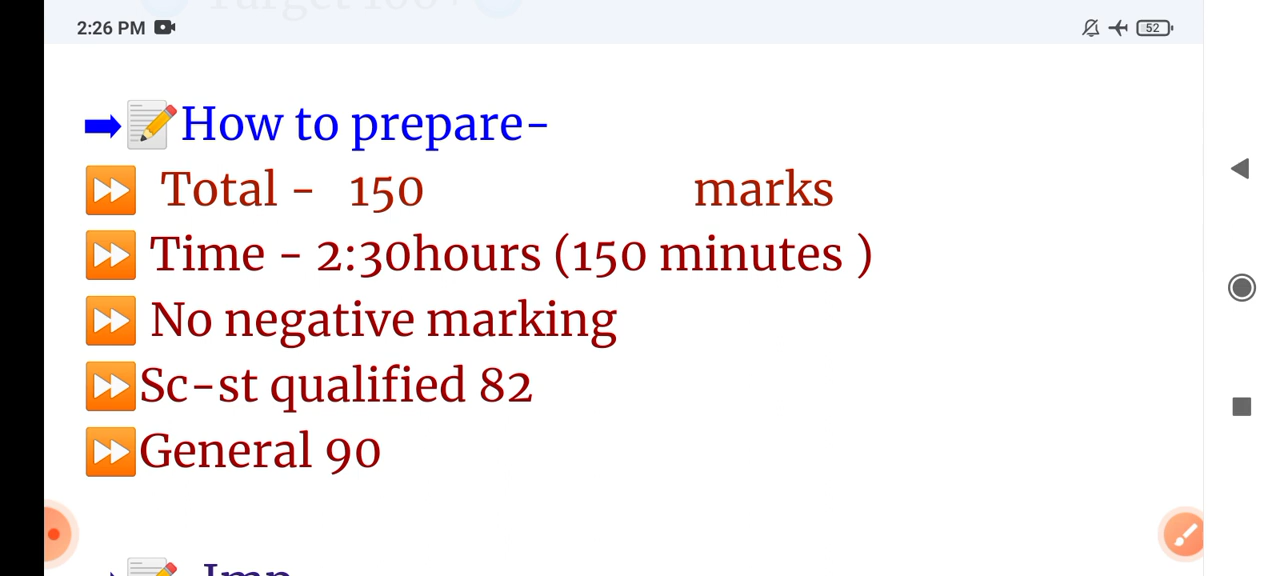 2:26 PM
52
➡📝How to prepare-
⏩ Total - 150 marks
⏩ Time - 2:30hours (150 minutes )
⏩ No negative marking
⏩Sc-st qualified 82
⏩General 90